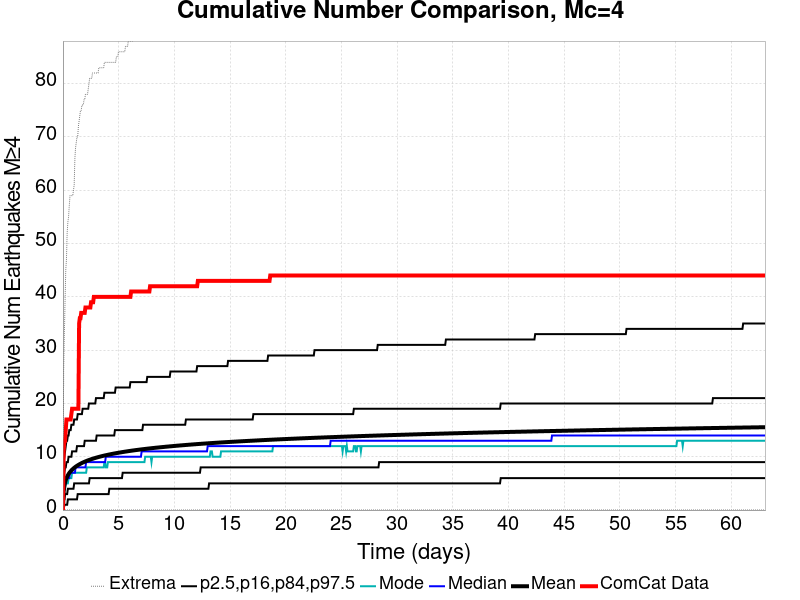 Cumulative Number Comparison, Mc=4
Cumulative Num Earthquakes M≥4
80
70
60
50
40
30
20
10
0
0 5 10 15 20 25 30 35 40 45 50 55 60
Time (days)
Extrema p2.5,p16,p84,p97.5 Mode Median Mean ComCat Data